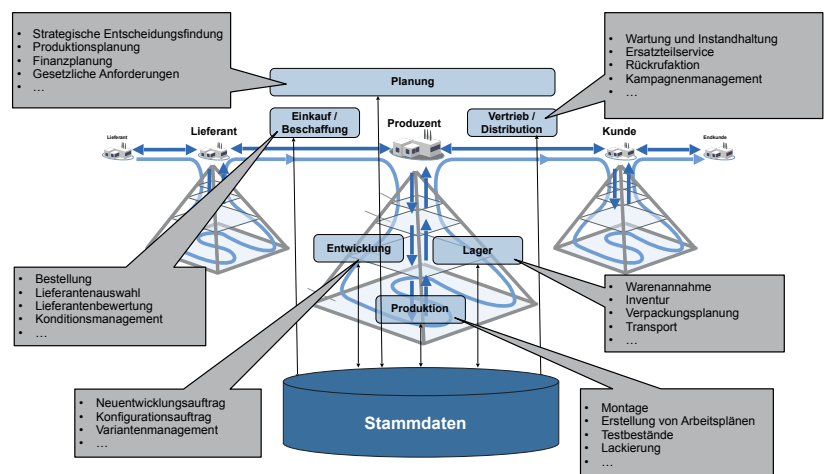 • Strategische Entscheidungsfindung
• Produktionsplanung
• Finanzplanung
• Gesetzliche Anforderungen
• …
• Wartung und Instandhaltung
• Ersatzteilservice
• Rückrufaktion
• Kampagnenmanagement
• …
Planung
Einkauf /
Beschaffung
Produzent
Vertrieb /
Distribution
Lieferant
Lieferant
Kunde
Endkunde
Entwicklung
Lager
Produktion
• Bestellung
• Lieferantenauswahl
• Lieferantenbewertung
• Konditionsmanagement
• …
• Warenannahme
• Inventur
• Verpackungsplanung
• Transport
• …
• Neuentwicklungsauftrag
• Konfigurationsauftrag
• Variantenmanagement
• …
Stammdaten
• Montage
• Erstellung von Arbeitsplänen
• Testbestände
• Lackierung
• …